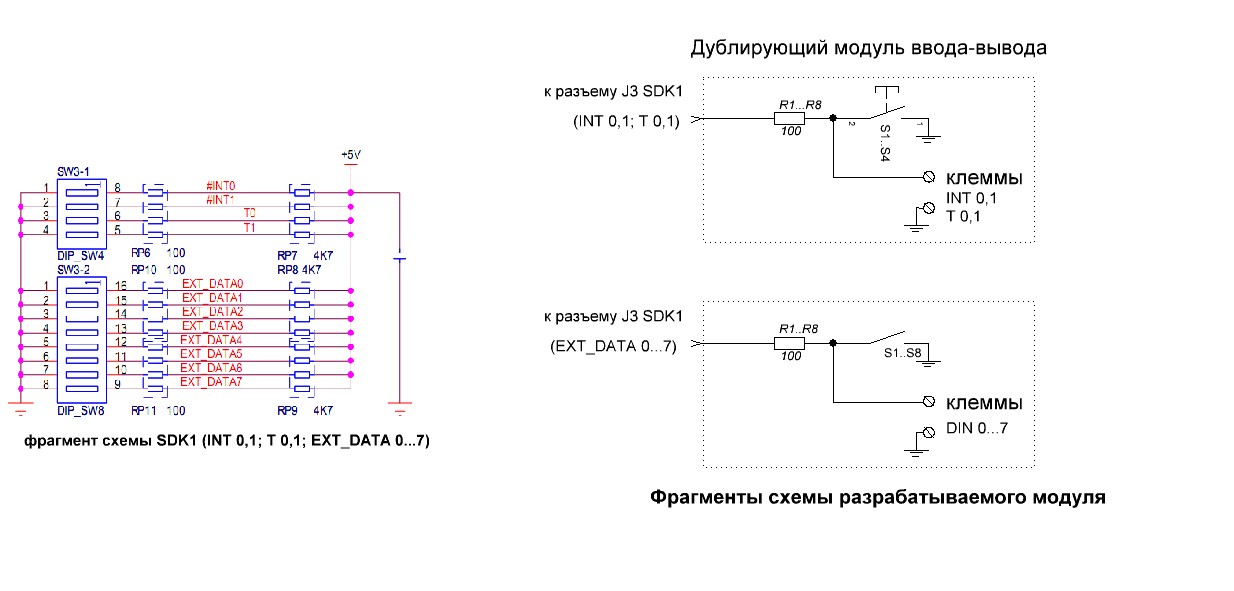 Дублирующий модуль ввода-вывода
к разъему J3 SDK1
(INT 0,1; T 0,1)
R1...R8
100
2
1
S1..S4
клеммы
INT 0,1
T 0,1
+5V
SW3-1
1 8 #INT0
2 7 #INT1
3 6 T0
4 5 T1
DIP_SW4 RP6 100 RP7 4K7
SW3-2 RP10 100 RP8 4K7
1 16 EXT_DATA0
2 15 EXT_DATA1
3 14 EXT_DATA2
4 13 EXT_DATA3
5 12 EXT_DATA4
6 11 EXT_DATA5
7 10 EXT_DATA6
8 9 EXT_DATA7
DIP_SW8 RP11 100 RP9 4K7
фрагмент схемы SDK1 (INT 0,1; T 0,1; EXT_DATA 0...7)
к разъему J3 SDK1
(EXT_DATA 0...7)
R1...R8
100
S1..S8
клеммы
DIN 0...7
Фрагменты схемы разрабатываемого модуля